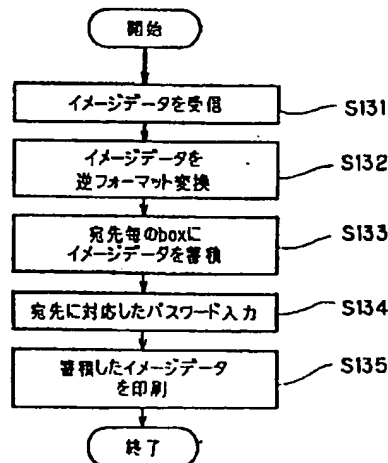 開始
イメージデータを受信
S131
イメージデータを
逆フォーマット変換
S132
宛先毎のboxに
イメージデータを蓄積
S133
宛先に対応したパスワード入力
S134
蓄積したイメージデータ
を印刷
S135
終了